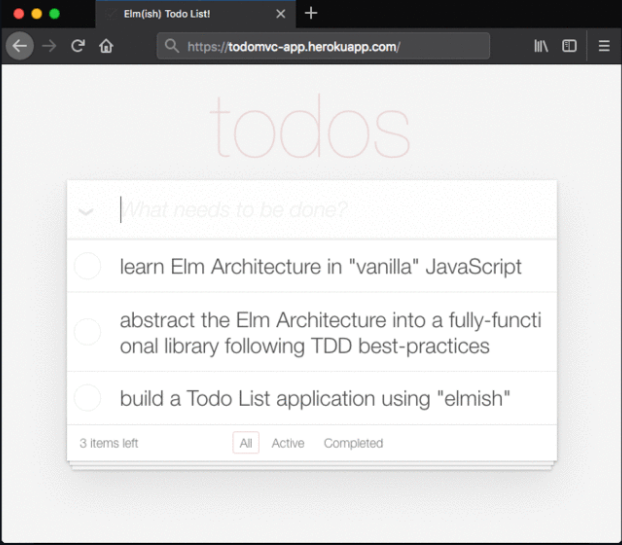 Elm(ish) Todo List!
https://todomvc-app.herokuapp.com/
todos
What needs to be done?
learn Elm Architecture in "vanilla" JavaScript
abstract the Elm Architecture into a fully-functi
onal library following TDD best-practices
build a Todo List application using "elmish"
3 items left All Active Completed